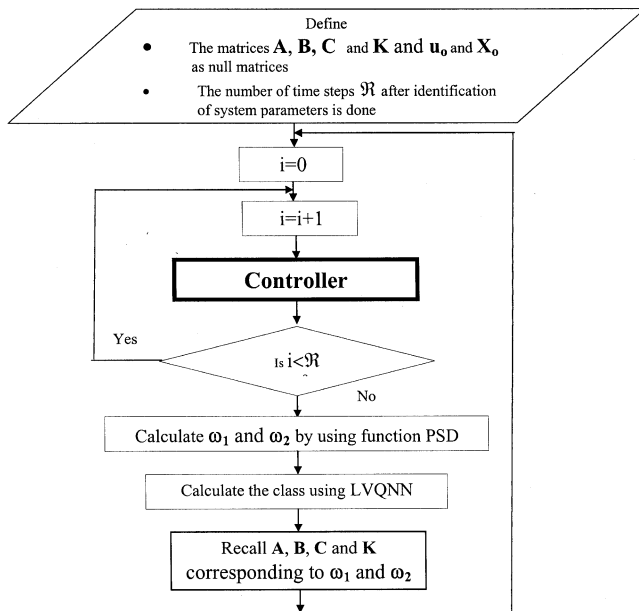 Define
• The matrices A, B, C and K and uₒ and Xₒ
as null matrices
• The number of time steps ℜ after identification
of system parameters is done
i=0
i=i+1
Controller
Yes
Is i<ℜ
No
Calculate ω₁ and ω₂ by using function PSD
Calculate the class using LVQNN
Recall A, B, C and K
corresponding to ω₁ and ω₂